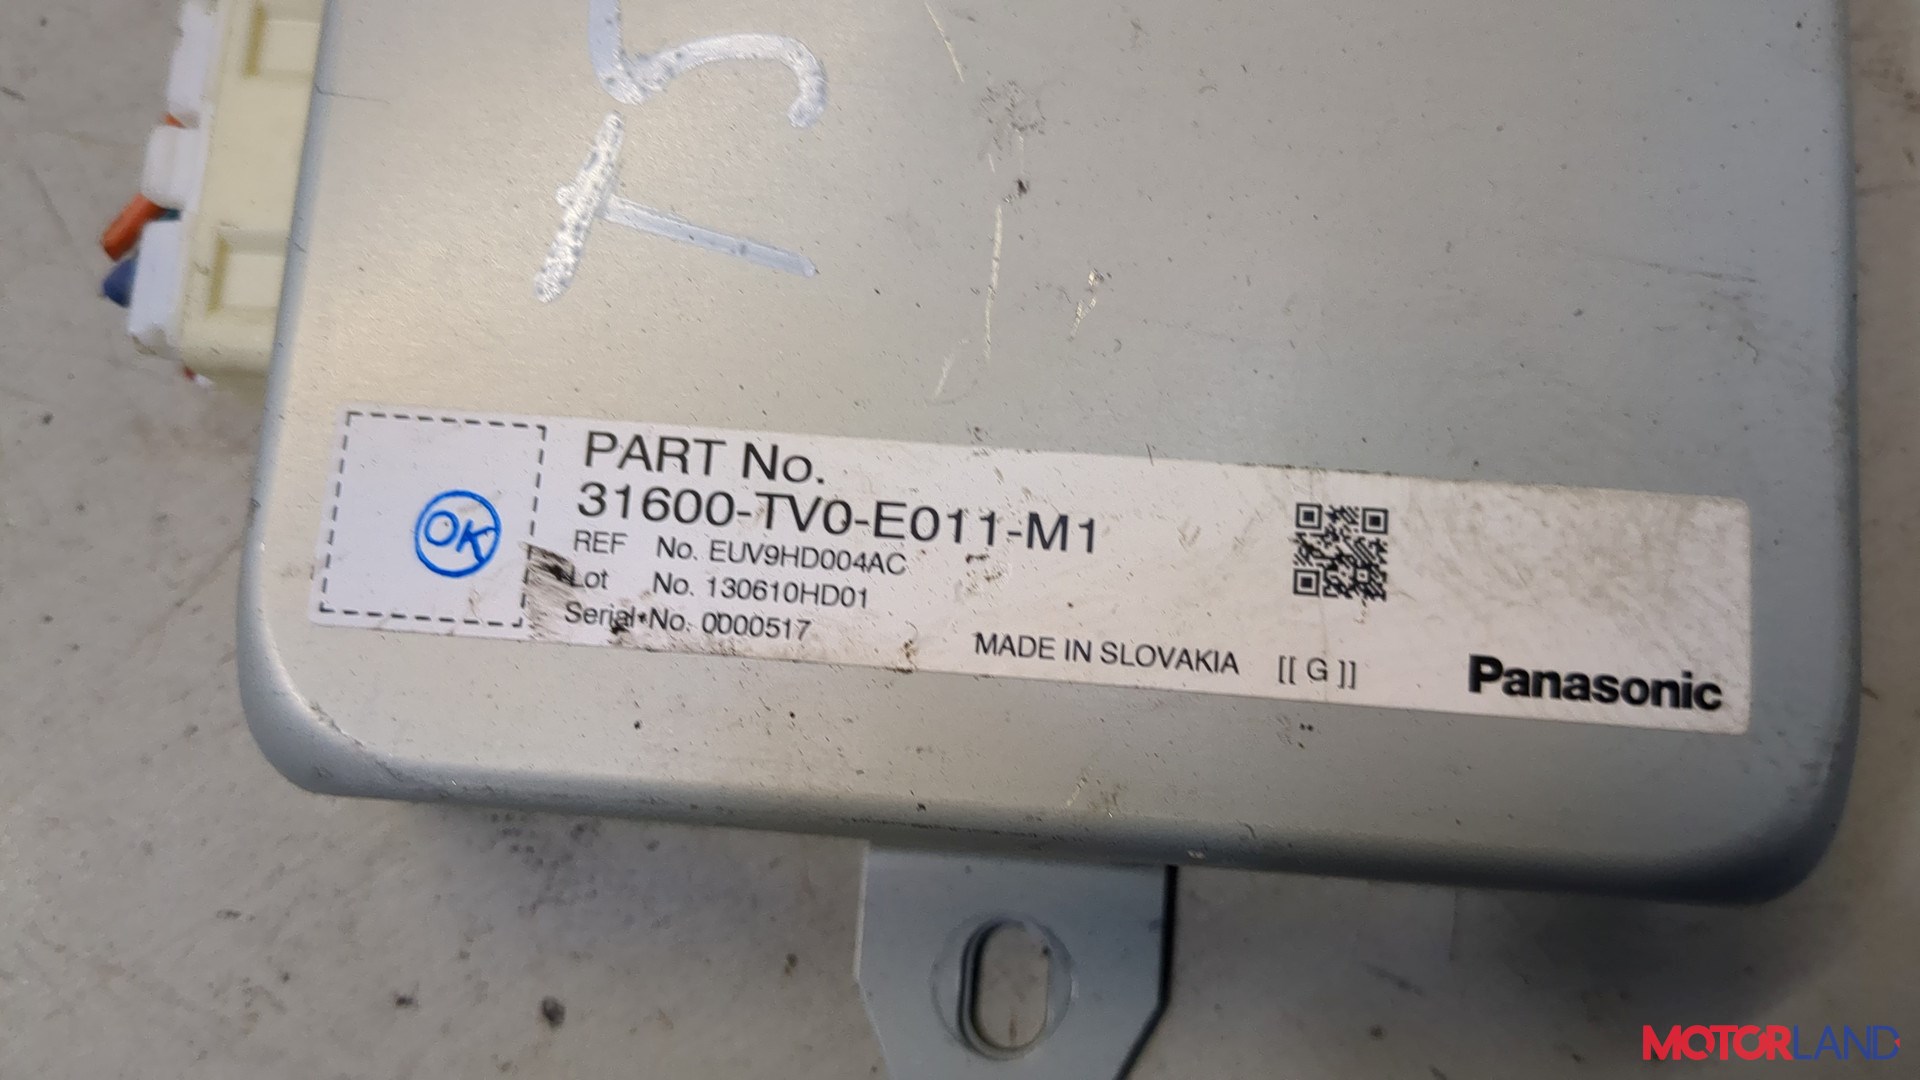 ST
OK
PART No.
31600-TV0-E011-M1
REF No. EUV9HD004AC
Lot No. 130610HD01
Serial No. 0000517
MADE IN SLOVAKIA [[ G ]]
Panasonic
MOTORLAND